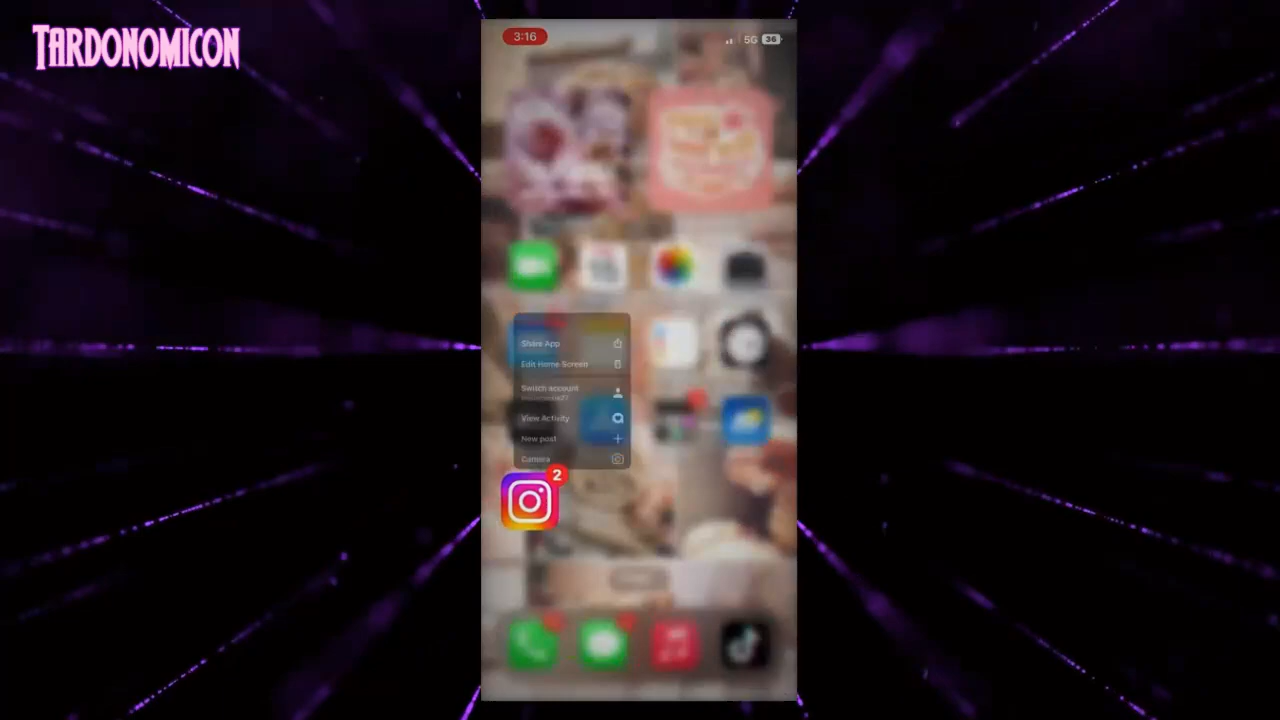 TARDONOMICON
3:16
5G
36
Share App
Edit Home Screen
Switch account
View Activity
New post
Camera
2